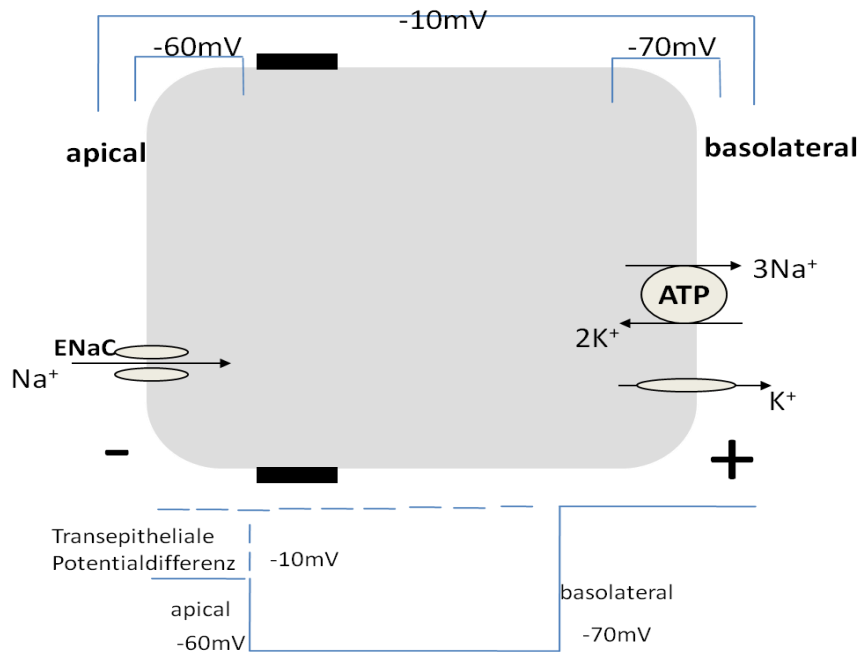 -10mV
-60mV
-70mV
apical
basolateral
3Na⁺
ATP
2K⁺
ENaC
Na⁺
K⁺
-
+
Transepitheliale
Potentialdifferenz
-10mV
apical
-60mV
basolateral
-70mV